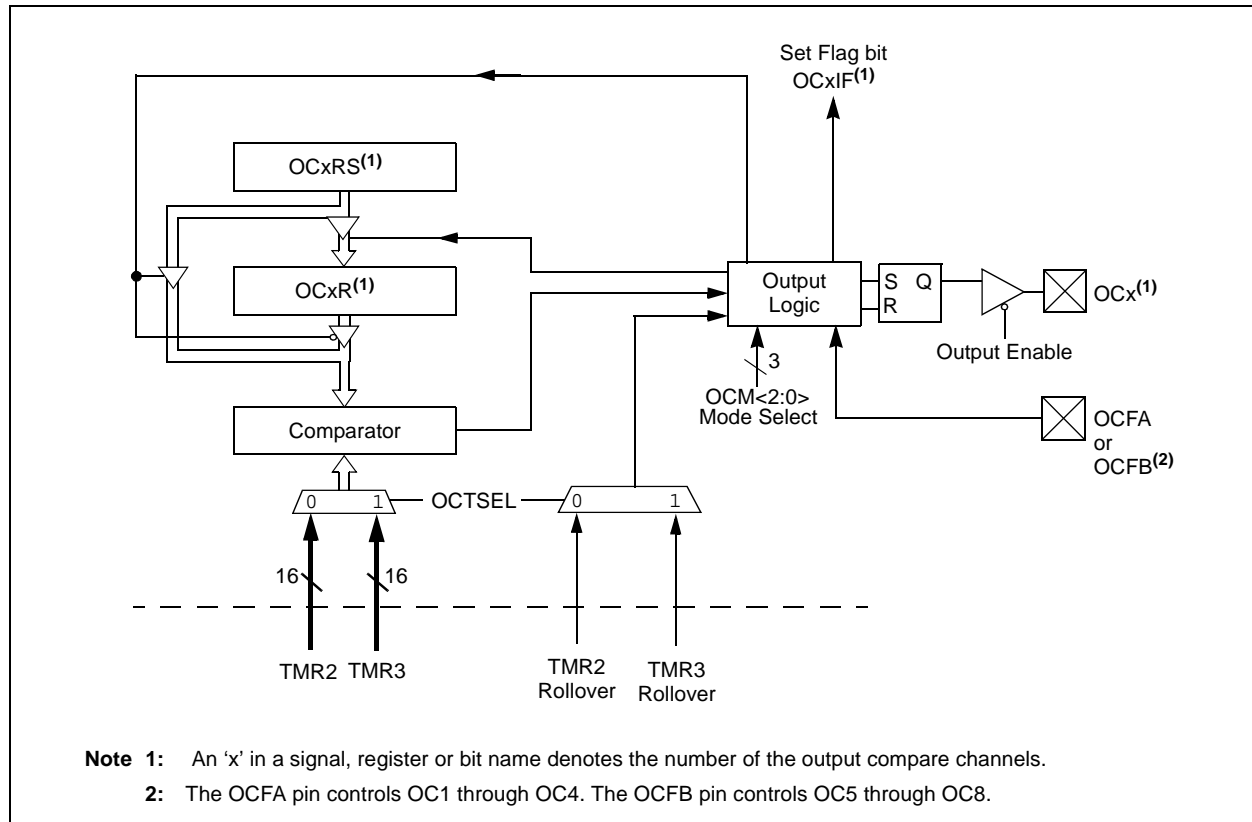 Set Flag bit
OCxIF(1)
OCxRS(1)
OCxR(1)
Output
Logic
S Q
R
OCx(1)
Output Enable
3
OCM<2:0>
Mode Select
Comparator
OCFA
or
OCFB(2)
0 1
OCTSEL
0 1
16
16
TMR2
TMR3
TMR2
Rollover
TMR3
Rollover
Note 1: An ‘x’ in a signal, register or bit name denotes the number of the output compare channels.
2: The OCFA pin controls OC1 through OC4. The OCFB pin controls OC5 through OC8.